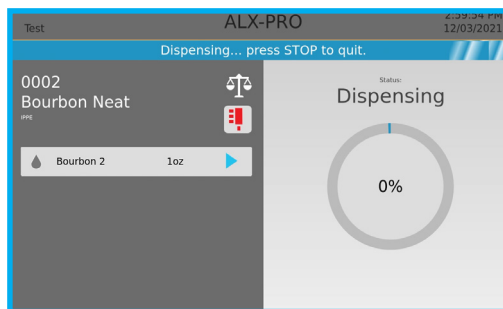 Test
ALX-PRO
2:59:54 PM
12/03/2021
Dispensing... press STOP to quit.
0002
Bourbon Neat
IPPE
Bourbon 2 1oz
Status:
Dispensing
0%